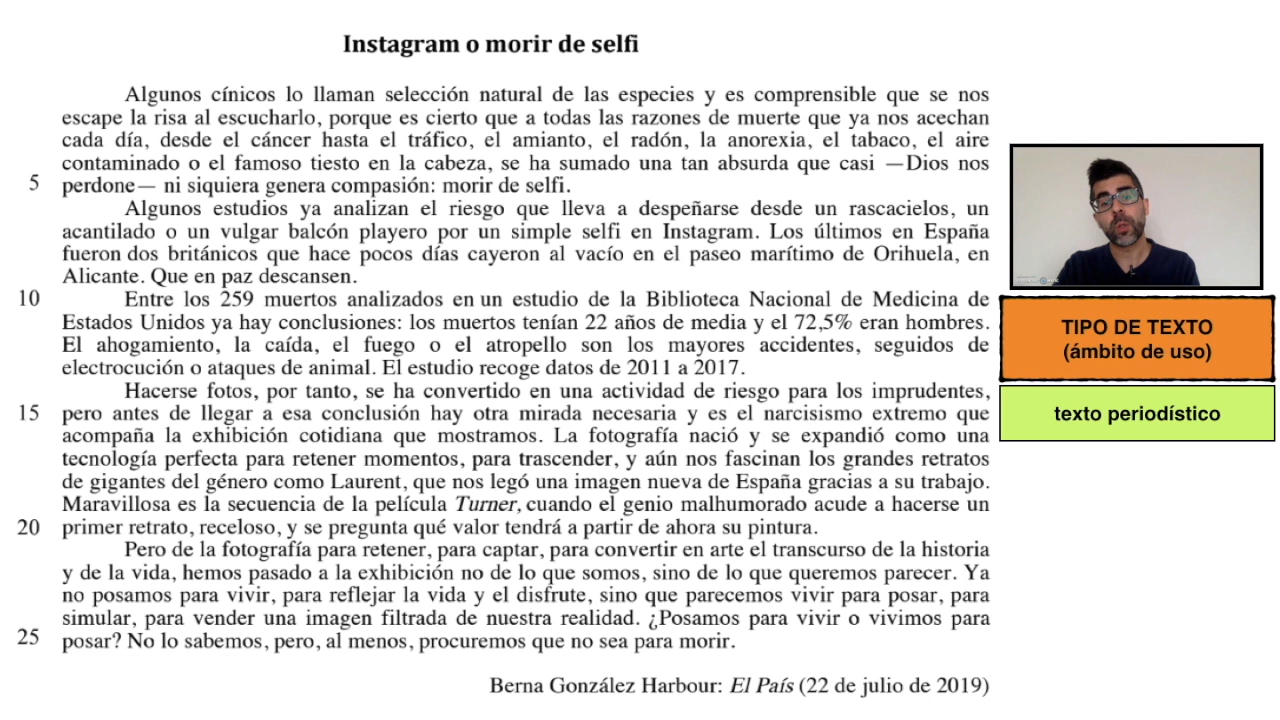 Instagram o morir de selfi
Algunos cínicos lo llaman selección natural de las especies y es comprensible que se nos
escape la risa al escucharlo, porque es cierto que a todas las razones de muerte que ya nos acechan
cada día, desde el cáncer hasta el tráfico, el amianto, el radón, la anorexia, el tabaco, el aire
contaminado o el famoso tiesto en la cabeza, se ha sumado una tan absurda que casi —Dios nos
5 perdone— ni siquiera genera compasión: morir de selfi.
Algunos estudios ya analizan el riesgo que lleva a despeñarse desde un rascacielos, un
acantilado o un vulgar balcón playero por un simple selfi en Instagram. Los últimos en España
fueron dos británicos que hace pocos días cayeron al vacío en el paseo marítimo de Orihuela, en
Alicante. Que en paz descansen.
10 Entre los 259 muertos analizados en un estudio de la Biblioteca Nacional de Medicina de
Estados Unidos ya hay conclusiones: los muertos tenían 22 años de media y el 72,5% eran hombres.
El ahogamiento, la caída, el fuego o el atropello son los mayores accidentes, seguidos de
electrocución o ataques de animal. El estudio recoge datos de 2011 a 2017.
Hacerse fotos, por tanto, se ha convertido en una actividad de riesgo para los imprudentes,
15 pero antes de llegar a esa conclusión hay otra mirada necesaria y es el narcisismo extremo que
acompaña la exhibición cotidiana que mostramos. La fotografía nació y se expandió como una
tecnología perfecta para retener momentos, para trascender, y aún nos fascinan los grandes retratos
de gigantes del género como Laurent, que nos legó una imagen nueva de España gracias a su trabajo.
Maravillosa es la secuencia de la película Turner, cuando el genio malhumorado acude a hacerse un
20 primer retrato, receloso, y se pregunta qué valor tendrá a partir de ahora su pintura.
Pero de la fotografía para retener, para captar, para convertir en arte el transcurso de la historia
y de la vida, hemos pasado a la exhibición no de lo que somos, sino de lo que queremos parecer. Ya
no posamos para vivir, para reflejar la vida y el disfrute, sino que parecemos vivir para posar, para
simular, para vender una imagen filtrada de nuestra realidad. ¿Posamos para vivir o vivimos para
25 posar? No lo sabemos, pero, al menos, procuremos que no sea para morir.
Berna González Harbour: El País (22 de julio de 2019)
TIPO DE TEXTO
(ámbito de uso)
texto periodístico